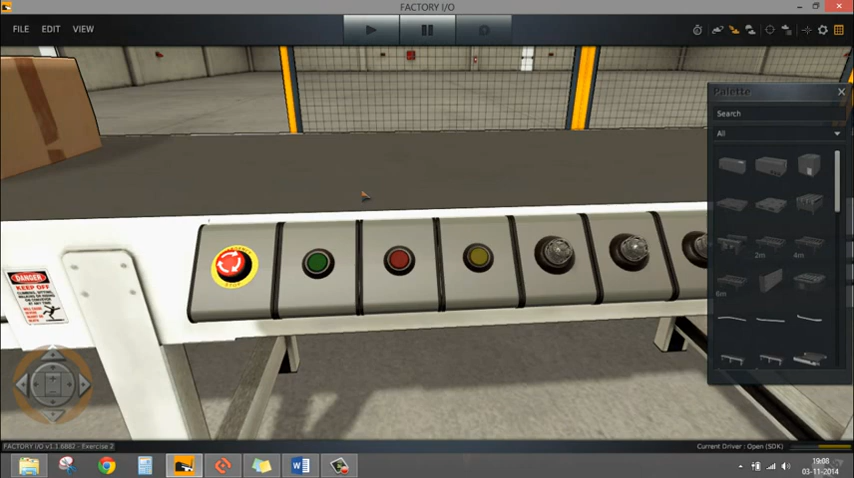 FACTORY I/O
FILE EDIT VIEW
Palette
Search
All
2m
4m
6m
DANGER
KEEP OFF
STOP
FACTORY I/O v1.1.6882 - Exercise 2
Current Driver : Open (SDK)
19:08
03-11-2014